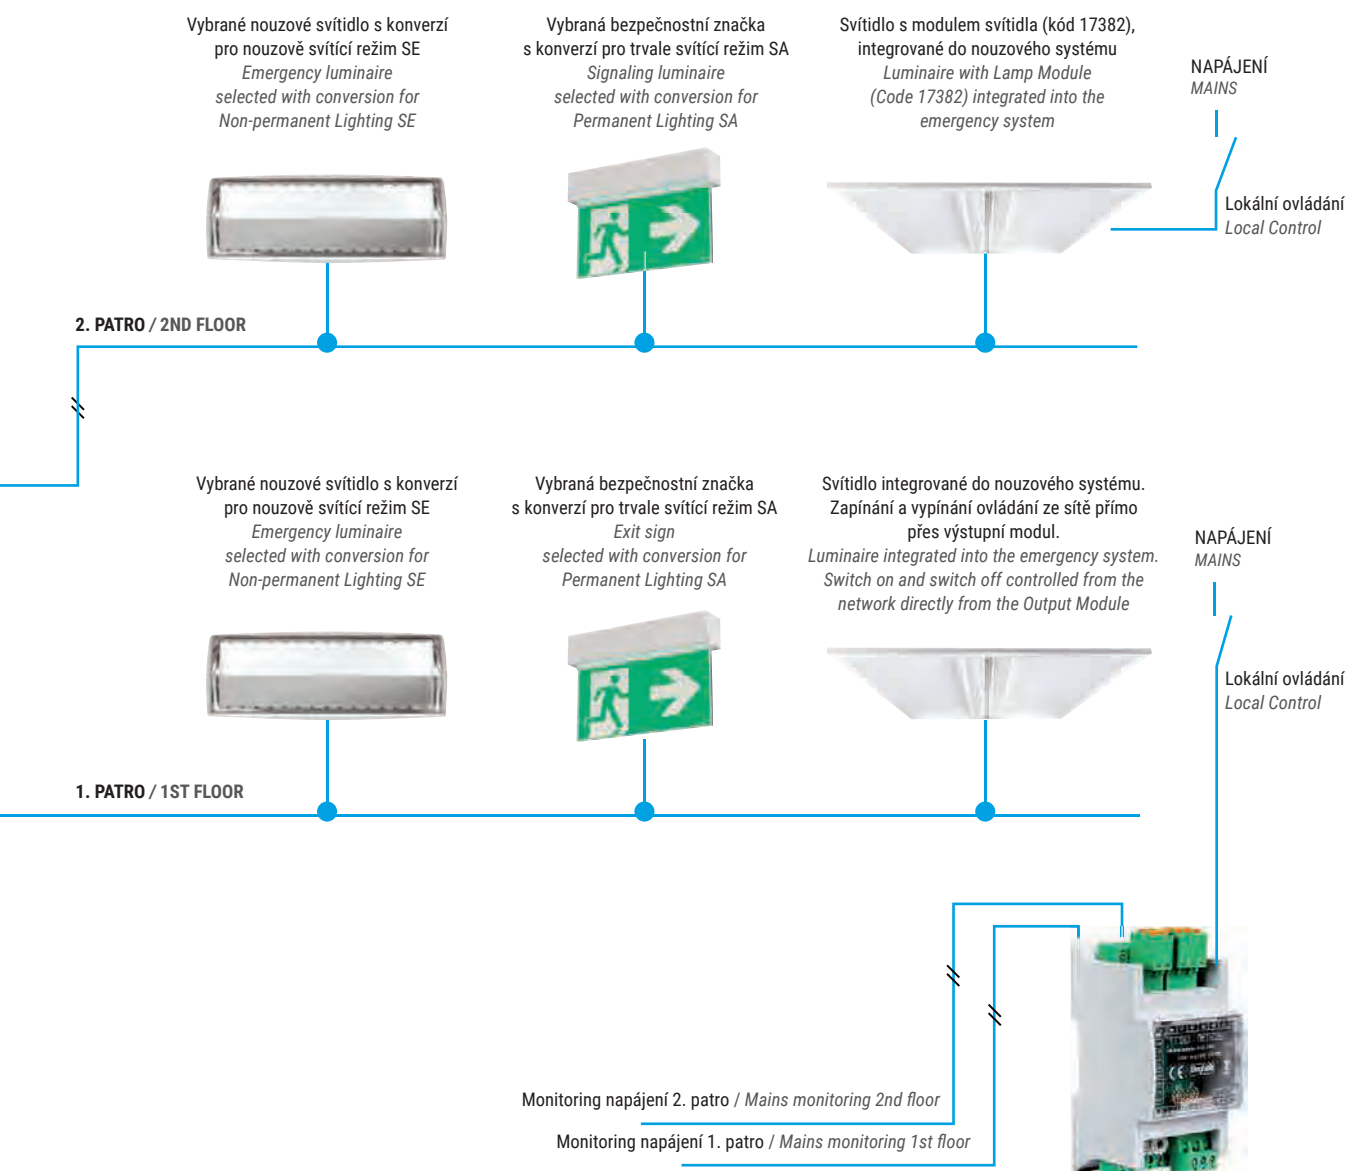 Vybrané nouzové svítidlo s konverzí
pro nouzově svítící režim SE
Emergency luminaire
selected with conversion for
Non-permanent Lighting SE
Vybraná bezpečnostní značka
s konverzí pro trvale svítící režim SA
Signaling luminaire
selected with conversion for
Permanent Lighting SA
Svítidlo s modulem svítidla (kód 17382),
integrované do nouzového systému
Luminaire with Lamp Module
(Code 17382) integrated into the
emergency system
NAPÁJENÍ
MAINS
Lokální ovládání
Local Control
2. PATRO / 2ND FLOOR
Vybrané nouzové svítidlo s konverzí
pro nouzově svítící režim SE
Emergency luminaire
selected with conversion for
Non-permanent Lighting SE
Vybraná bezpečnostní značka
s konverzí pro trvale svítící režim SA
Exit sign
selected with conversion for
Permanent Lighting SA
Svítidlo integrované do nouzového systému.
Zapínání a vypínání ovládání ze sítě přímo
přes výstupní modul.
Luminaire integrated into the emergency system.
Switch on and switch off controlled from the
network directly from the Output Module
NAPÁJENÍ
MAINS
Lokální ovládání
Local Control
1. PATRO / 1ST FLOOR
Monitoring napájení 2. patro / Mains monitoring 2nd floor
Monitoring napájení 1. patro / Mains monitoring 1st floor
CE